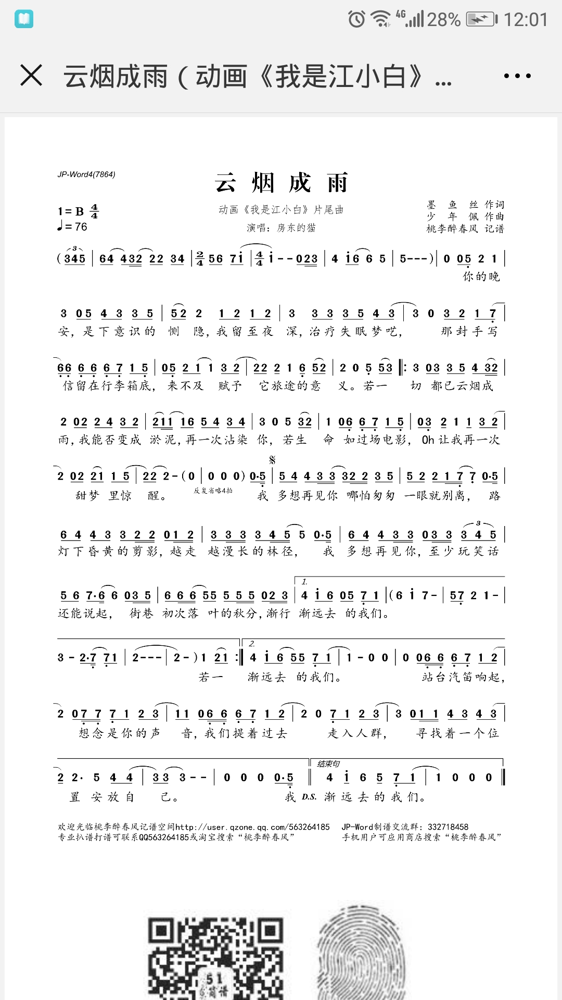 4G 28% 12:01
云烟成雨（动画《我是江小白》...
JP-Word4(7864)
云烟成雨
1=B 4/4
♩=76
动画《我是江小白》片尾曲
演唱：房东的猫
墨鱼丝 作词
少年佩 作曲
桃李醉春风 记谱
(345 | 64 432 22 34 | 2/4 56 7i | 4/4 i--023 | 4 i6 6 5 | 5---) | 0 05 2 1 |
你的晚
3 05 4 3 3 5 | 52 2 1 2 1 2 | 3 3 3 3 5 4 3 | 3 0 3 2 1 7 |
安，是下意识的 恻 隐，我留至夜 深，治疗失眠梦呓， 那封手写
66 6 6 6 7 1 5 | 05 2 1 1 3 2 | 22 2 1 6 52 | 2 0 5 53 ‖: 3 03 3 5 4 32 |
信留在行李箱底， 来不及 赋予 它旅途的意 义。若一 切 都已云烟成
2 02 2 4 3 2 | 211 16 5 4 3 4 | 3 0 5 32 | 1 06 6 7 1 5 | 03 2 1 1 3 2 |
雨，我能否变成 淤泥，再一次沾染 你，若生 命 如过场电影， Oh 让我再一次
2 02 21 1 5 | 22 2-(0 | 0 0 0) 0·5 | 5 4 4 3 3 32 2 3 5 | 5 2 2 1 7 7 0·5 |
甜梦 里惊 醒。 反复省略4拍 我 多想再见你 哪怕匆匆 一眼就别离， 路
6 4 4 3 3 2 2 01 2 | 3 3 3 3 4 5 5 0·5 | 6 4 4 3 3 03 3 3 4 5 |
灯下昏黄的剪影，越走 越漫长的林径， 我 多想再见你，至少玩笑话
1.
5 6 7·6 6 03 5 | 6 6 6 55 5 5 5 02 3 | 4 i 6 05 7 1 | (6 i 7- | 57 2 1- |
还能说起， 街巷 初次落 叶的秋分，渐行 渐远去 的我们。
2.
3 - 2·7 71 | 2--- | 2-) 1 21 :‖ 4 i 6 55 7 1 | 1 - 0 0 | 0 06 6 6 7 1 2 |
若一 渐远去 的我们。 站台汽笛响起，
2 07 7 7 1 2 3 | 11 06 6 6 7 1 2 | 2 0 7 1 2 3 | 3 01 1 4 3 4 3 |
想念是你的声 音，我们提着过去 走入人群， 寻找着一个位
结束句
2 2· 5 4 4 | 33 3-- | 0 0 0 0·5 ‖ 4 i 6 5 7 1 | 1 0 0 0 ‖
置 安放自 己。 我 D.S. 渐远去的我们。
欢迎光临桃李醉春风记谱空间http://user.qzone.qq.com/563264185 JP-Word制谱交流群：332718458
专业扒谱打谱可联系QQ563264185或淘宝搜索“桃李醉春风” 手机用户可应用商店搜索“桃李醉春风”
51
简谱